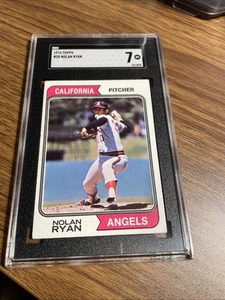 1974 TOPPS
#20 NOLAN RYAN
7
CALIFORNIA
PITCHER
NOLAN
RYAN
ANGELS